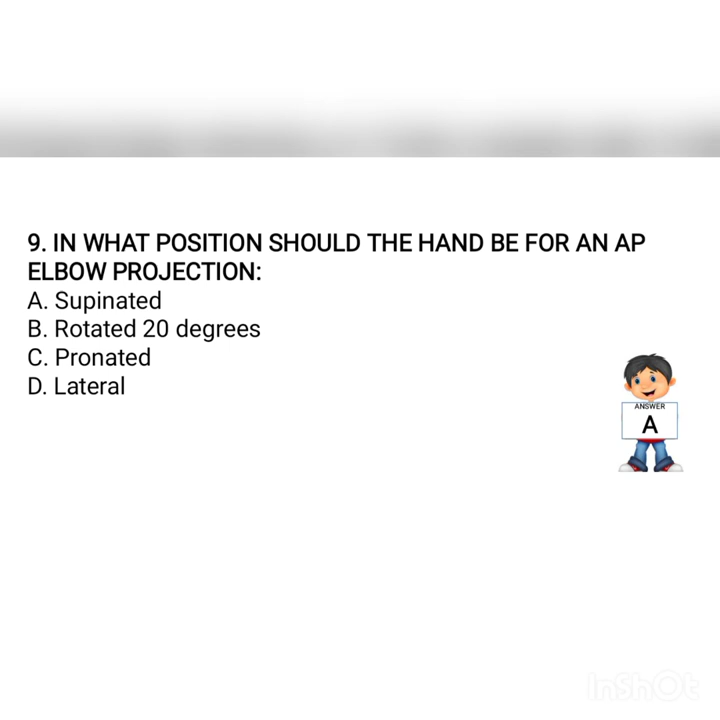 9. IN WHAT POSITION SHOULD THE HAND BE FOR AN AP
ELBOW PROJECTION:
A. Supinated
B. Rotated 20 degrees
C. Pronated
D. Lateral
ANSWER
A
InShOt